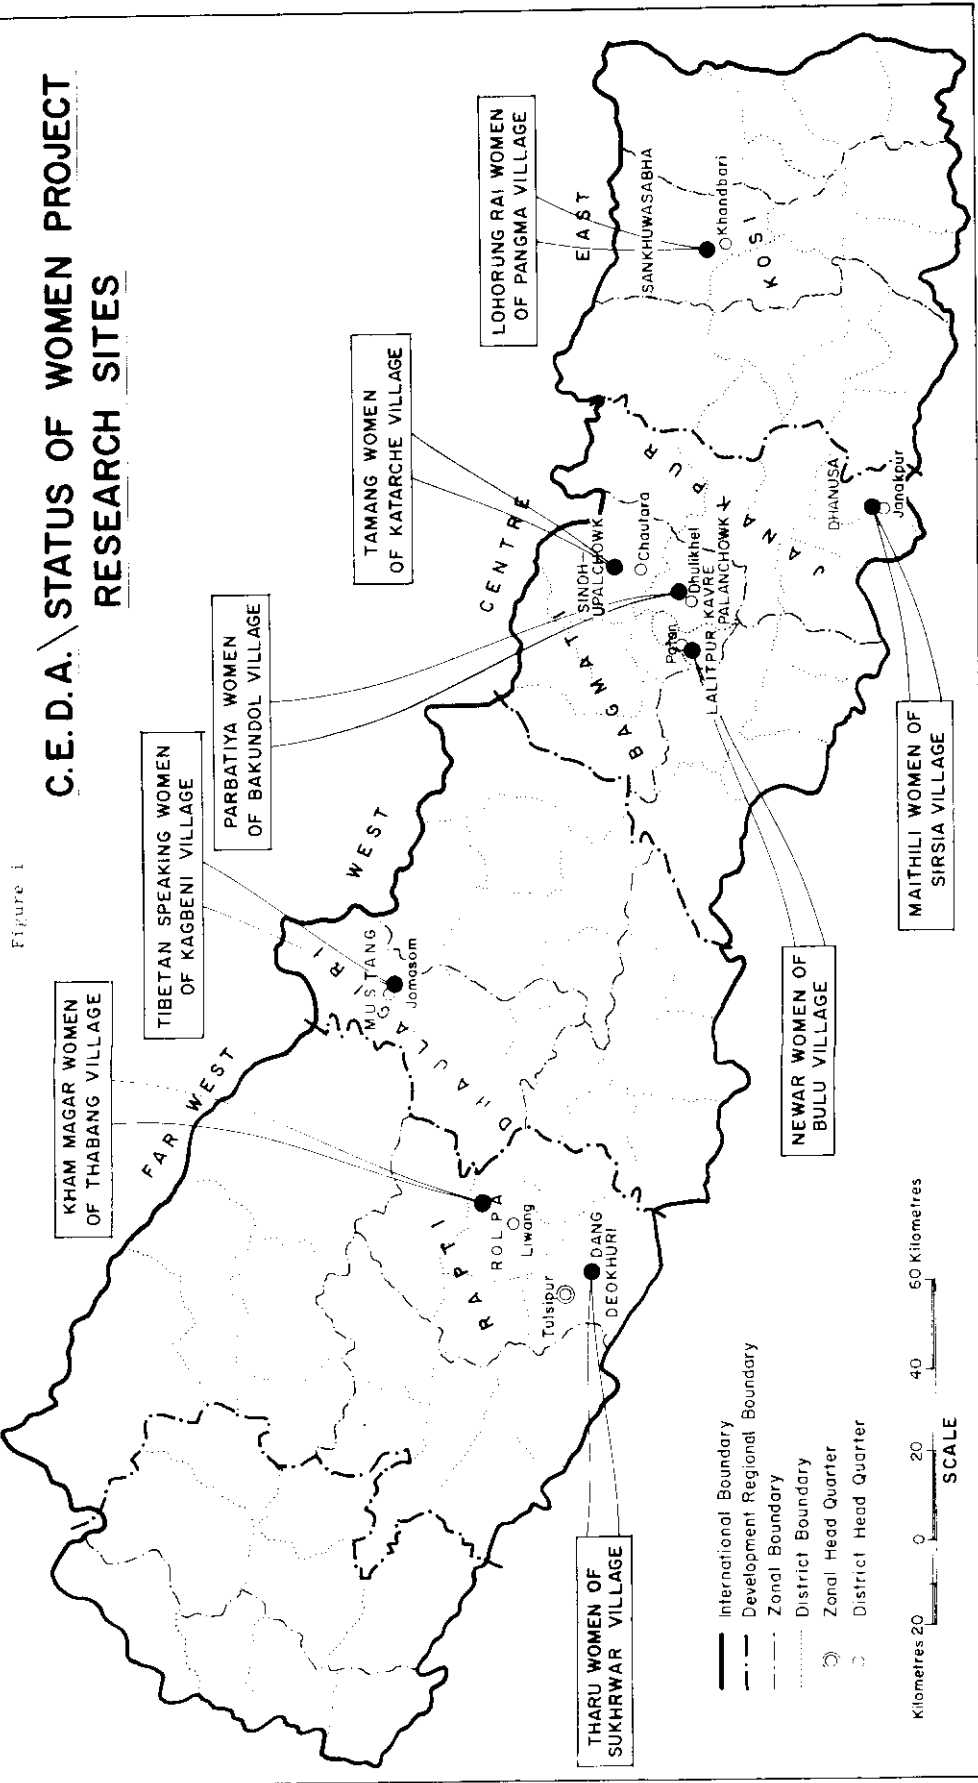 Figure i
C.E.D.A.\STATUS OF WOMEN PROJECT
RESEARCH SITES
KHAM MAGAR WOMEN
OF THABANG VILLAGE
TIBETAN SPEAKING WOMEN
OF KAGBENI VILLAGE
PARBATIYA WOMEN
OF BAKUNDOL VILLAGE
TAMANG WOMEN
OF KATARCHE VILLAGE
LOHORUNG RAI WOMEN
OF PANGMA VILLAGE
FAR WEST
WEST
CENTRE
EAST
RAPTI
ROLPA
Liwang
Tulsipur
DANG
DEOKHURI
DHAULAGIRI
MUSTANG
Jomasom
BAGMATI
SINDH-
UPALCHOWK
Chautara
Dhulikhel
KAVRE
PALANCHOWK
Patan
LALITPUR
JANAKPUR
DHANUSA
Janakpur
SANKHUWASABHA
Khandbari
KOSI
THARU WOMEN OF
SUKHRWAR VILLAGE
NEWAR WOMEN OF
BULU VILLAGE
MAITHILI WOMEN OF
SIRSIA VILLAGE
International Boundary
Development Regional Boundary
Zonal Boundary
District Boundary
Zonal Head Quarter
District Head Quarter
Kilometres 20 0 20 40 60 Kilometres
SCALE